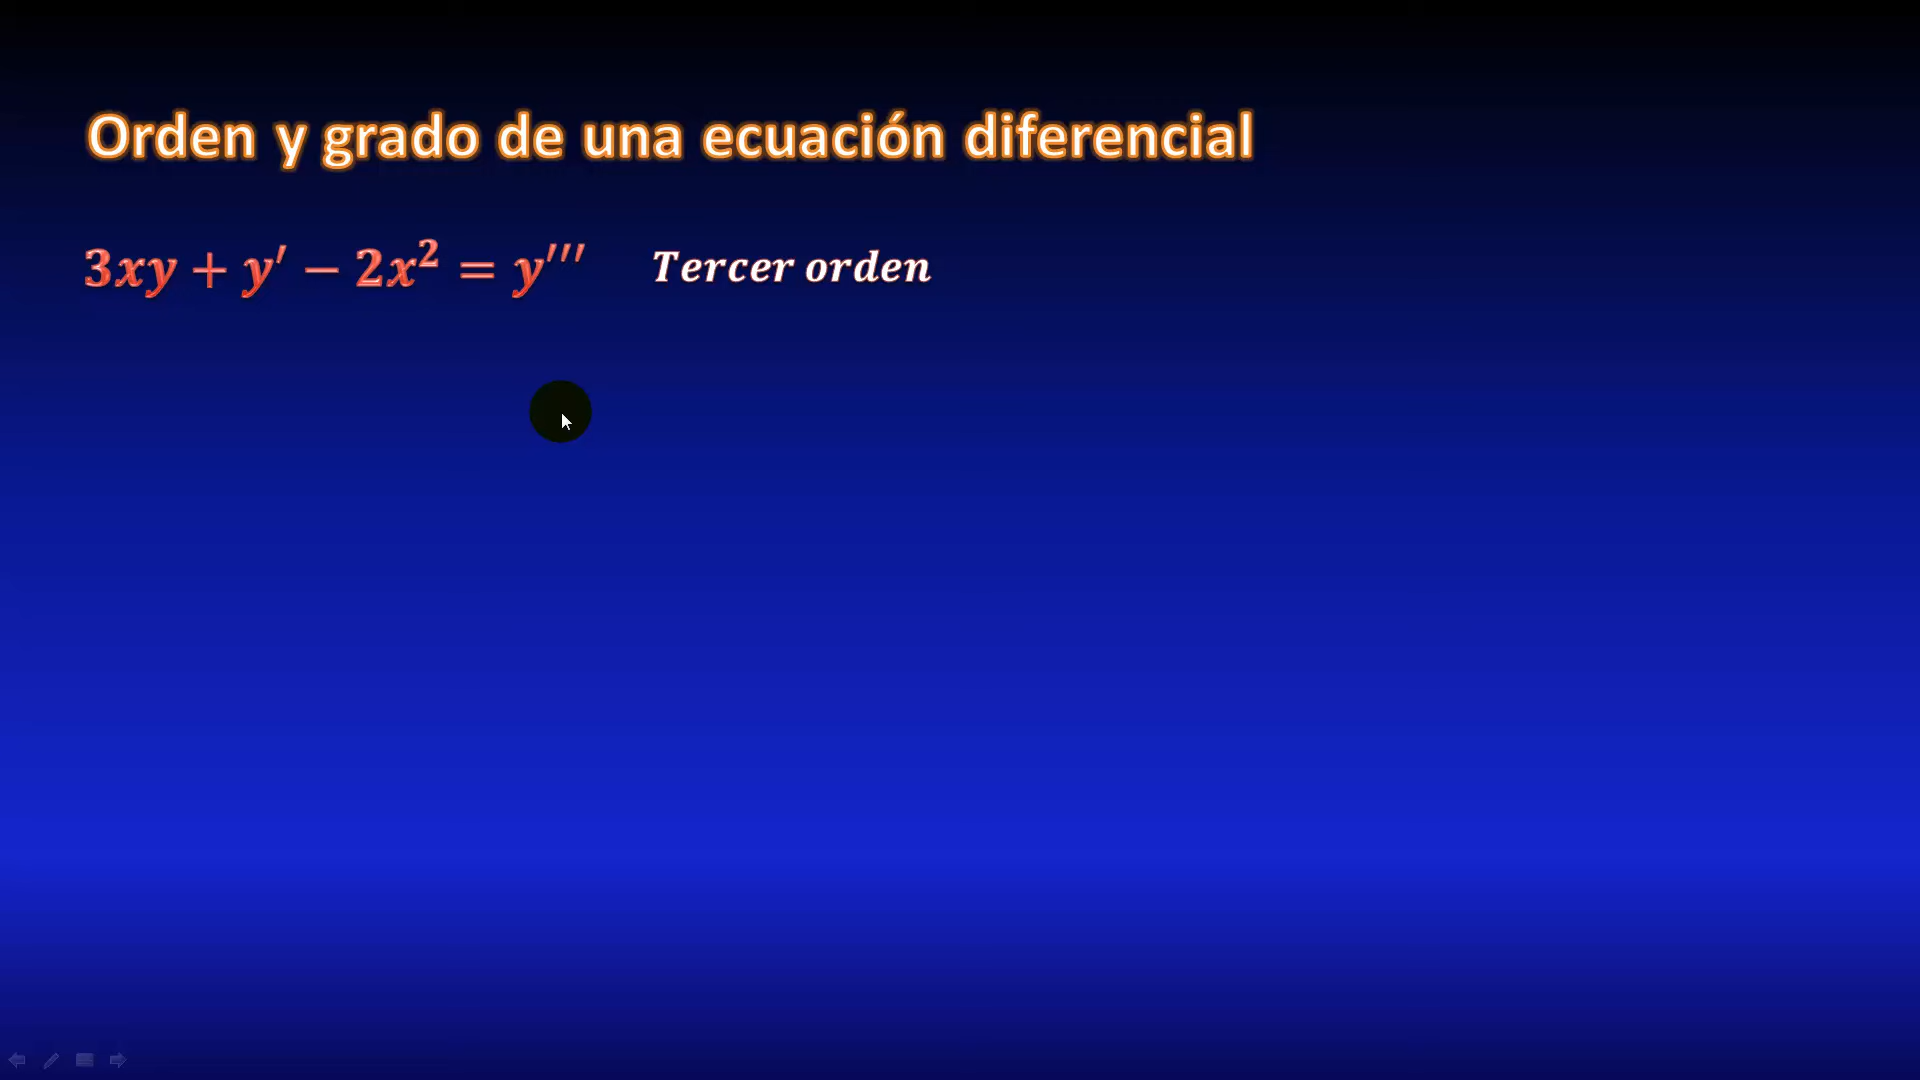 Orden y grado de una ecuación diferencial
3xy + y′ − 2x² = y′′′ Tercer orden